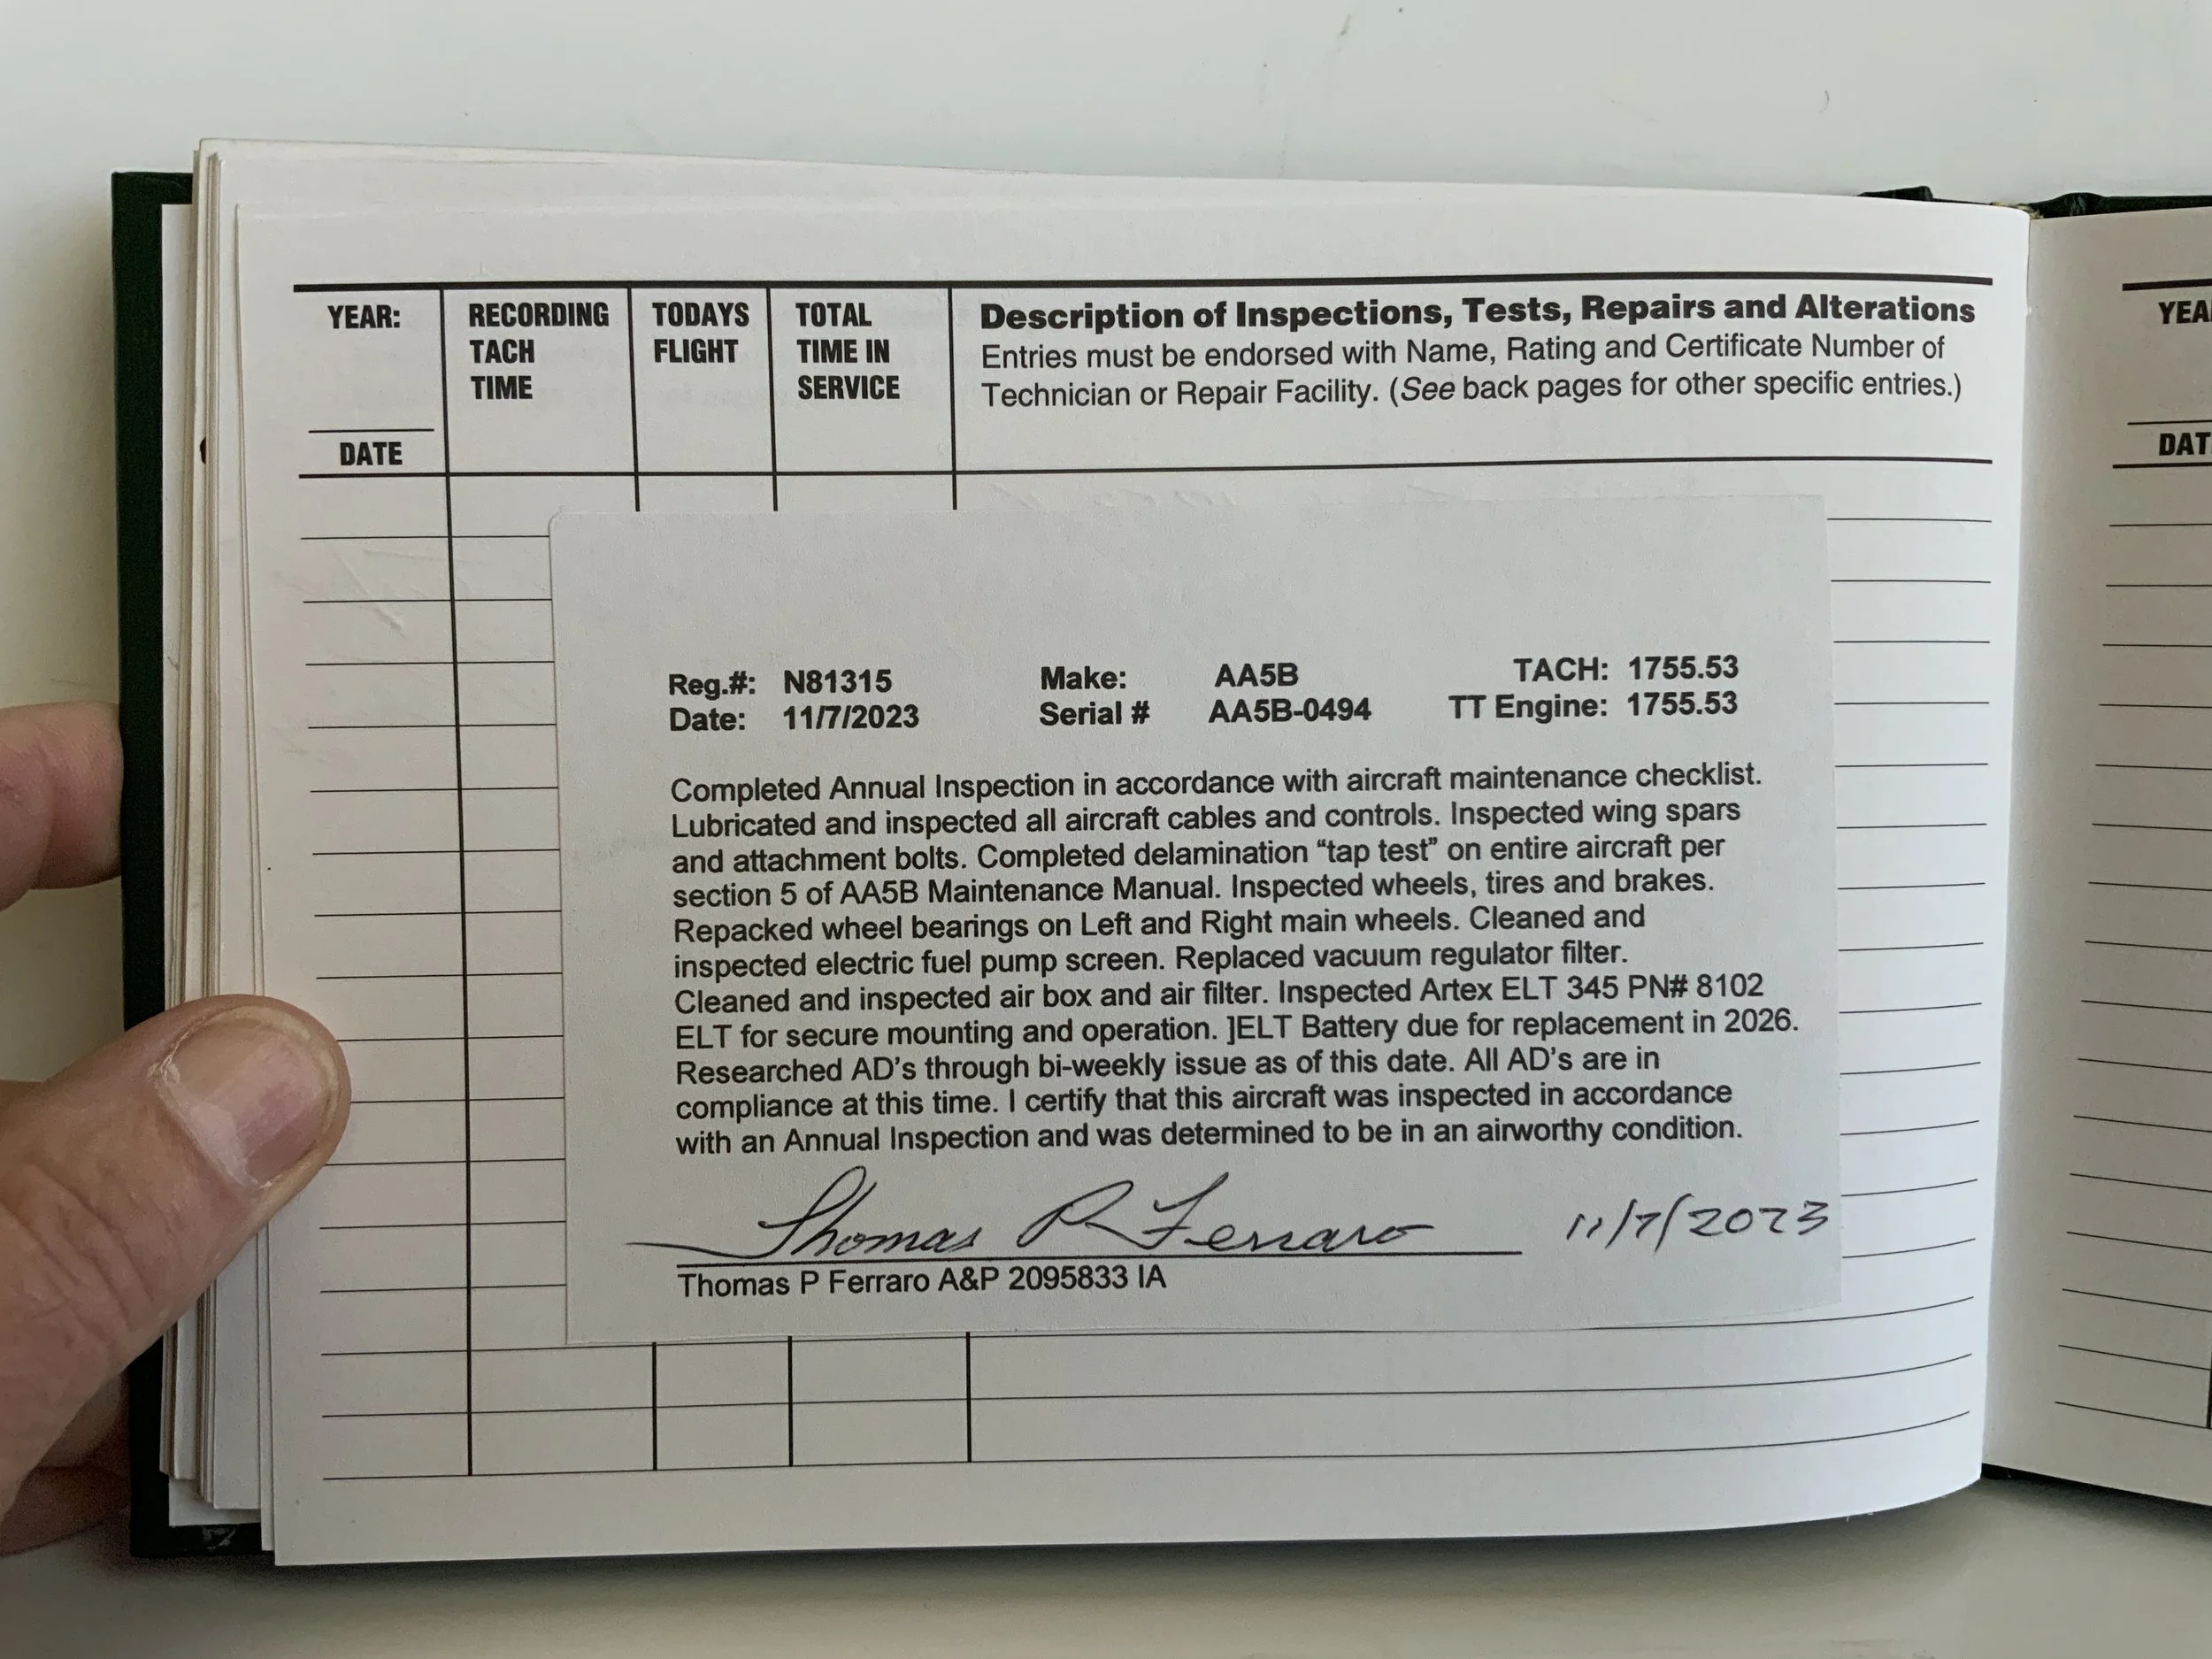 YEAR:
DATE
RECORDING
TACH
TIME
TODAYS
FLIGHT
TOTAL
TIME IN
SERVICE
Description of Inspections, Tests, Repairs and Alterations
Entries must be endorsed with Name, Rating and Certificate Number of
Technician or Repair Facility. (See back pages for other specific entries.)
Reg.#: N81315 Make: AA5B TACH: 1755.53
Date: 11/7/2023 Serial # AA5B-0494 TT Engine: 1755.53
Completed Annual Inspection in accordance with aircraft maintenance checklist.
Lubricated and inspected all aircraft cables and controls. Inspected wing spars
and attachment bolts. Completed delamination “tap test” on entire aircraft per
section 5 of AA5B Maintenance Manual. Inspected wheels, tires and brakes.
Repacked wheel bearings on Left and Right main wheels. Cleaned and
inspected electric fuel pump screen. Replaced vacuum regulator filter.
Cleaned and inspected air box and air filter. Inspected Artex ELT 345 PN# 8102
ELT for secure mounting and operation. ]ELT Battery due for replacement in 2026.
Researched AD’s through bi-weekly issue as of this date. All AD’s are in
compliance at this time. I certify that this aircraft was inspected in accordance
with an Annual Inspection and was determined to be in an airworthy condition.
Thomas P Ferraro 11/7/2023
Thomas P Ferraro A&P 2095833 IA
YEA
DAT